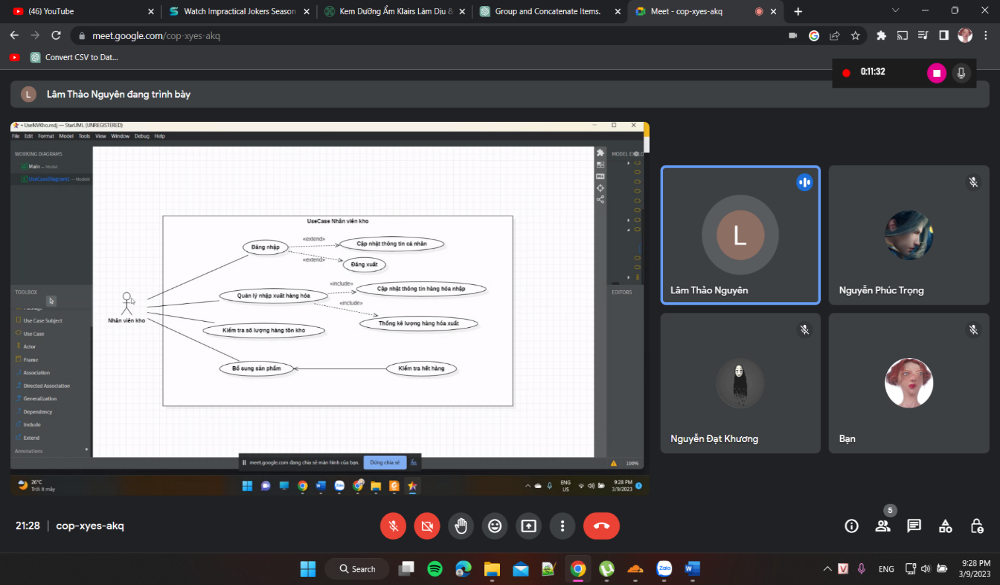 (46) YouTube
Watch Impractical Jokers Season
Kem Dưỡng Ẩm Klairs Làm Dịu &
Group and Concatenate Items.
Meet - cop-xyes-akq
meet.google.com/cop-xyes-akq
Convert CSV to Dat...
0:11:32
L
Lâm Thảo Nguyên đang trình bày
UseNVKho.mdj — StarUML (UNREGISTERED)
File Edit Format Model Tools View Window Debug Help
WORKING DIAGRAMS
Main — Model
UseCaseDiagram1 — Model4
MODEL EXPLO
UseCase Nhân viên kho
Đăng nhập
«extend»
Cập nhật thông tin cá nhân
«extend»
Đăng xuất
Quản lý nhập xuất hàng hóa
«include»
Cập nhật thông tin hàng hóa nhập
«include»
Thống kê lượng hàng hóa xuất
Nhân viên kho
Kiểm tra số lượng hàng tồn kho
Bổ sung sản phẩm
Kiểm tra hết hàng
TOOLBOX
Package
Use Case Subject
Use Case
Actor
Frame
Association
Directed Association
Generalization
Dependency
Include
Extend
Annotations
EDITORS
meet.google.com đang chia sẻ màn hình của bạn.
Dừng chia sẻ
Ẩn
100%
26°C
Trời ít mây
Zalo
ENG
US
9:28 PM
3/9/2023
L
Lâm Thảo Nguyên
Nguyễn Phúc Trọng
Nguyễn Đạt Khương
Bạn
21:28 | cop-xyes-akq
5
Search
Zalo
V
ENG
9:28 PM
3/9/2023